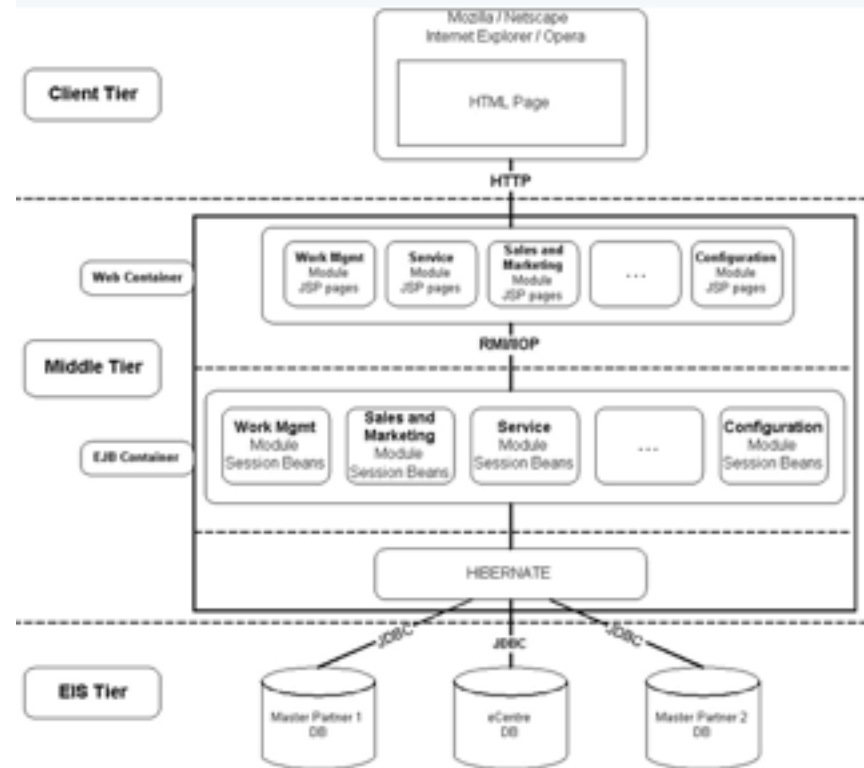 Mozilla / Netscape
Internet Explorer / Opera
Client Tier
HTML Page
HTTP
Web Container
Work Mgmt
Module
JSP pages
Service
Module
JSP pages
Sales and
Marketing
Module
JSP pages
...
Configuration
Module
JSP pages
Middle Tier
RMI/IIOP
EJB Container
Work Mgmt
Module
Session Beans
Sales and
Marketing
Module
Session Beans
Service
Module
Session Beans
...
Configuration
Module
Session Beans
HIBERNATE
JDBC
JDBC
JDBC
EIS Tier
Master Partner 1
DB
eCentre
DB
Master Partner 2
DB